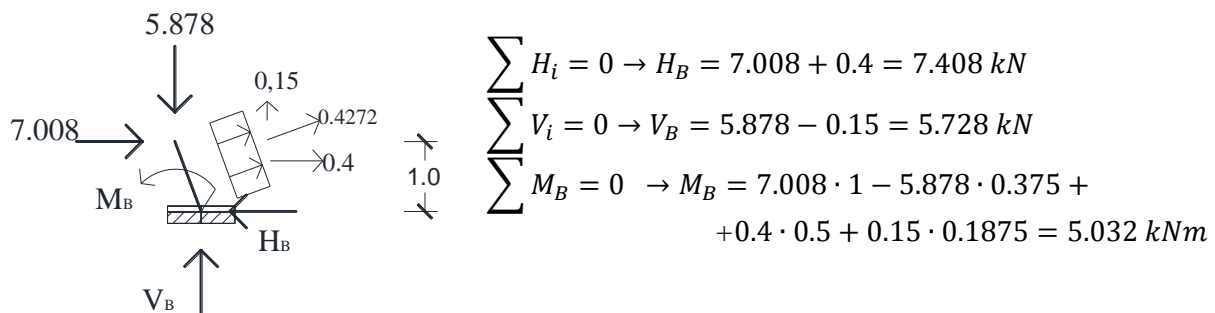 5.878
0,15
7.008
0.4272
0.4
1.0
M_B
H_B
V_B
∑ H_i = 0 → H_B = 7.008 + 0.4 = 7.408 kN
∑ V_i = 0 → V_B = 5.878 − 0.15 = 5.728 kN
∑ M_B = 0 → M_B = 7.008 · 1 − 5.878 · 0.375 +
+0.4 · 0.5 + 0.15 · 0.1875 = 5.032 kNm